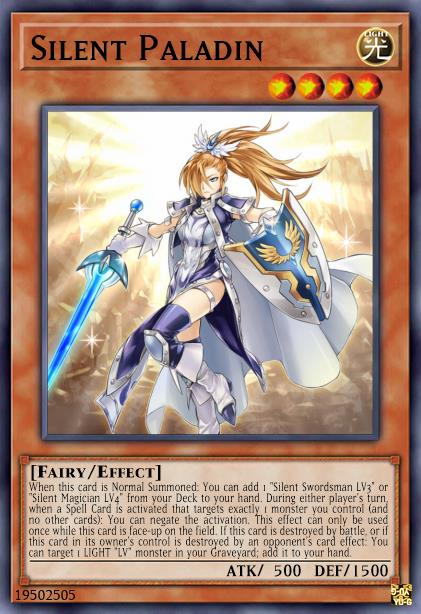 Silent Paladin
LIGHT
光
[Fairy/Effect]
When this card is Normal Summoned: You can add 1 "Silent Swordsman LV3" or
"Silent Magician LV4" from your Deck to your hand. During either player's turn,
when a Spell Card is activated that targets exactly 1 monster you control (and
no other cards): You can negate the activation. This effect can only be used
once while this card is face-up on the field. If this card is destroyed by battle, or if
this card in its owner's control is destroyed by an opponent's card effect: You
can target 1 LIGHT "LV" monster in your Graveyard; add it to your hand.
ATK/ 500 DEF/1500
19502505